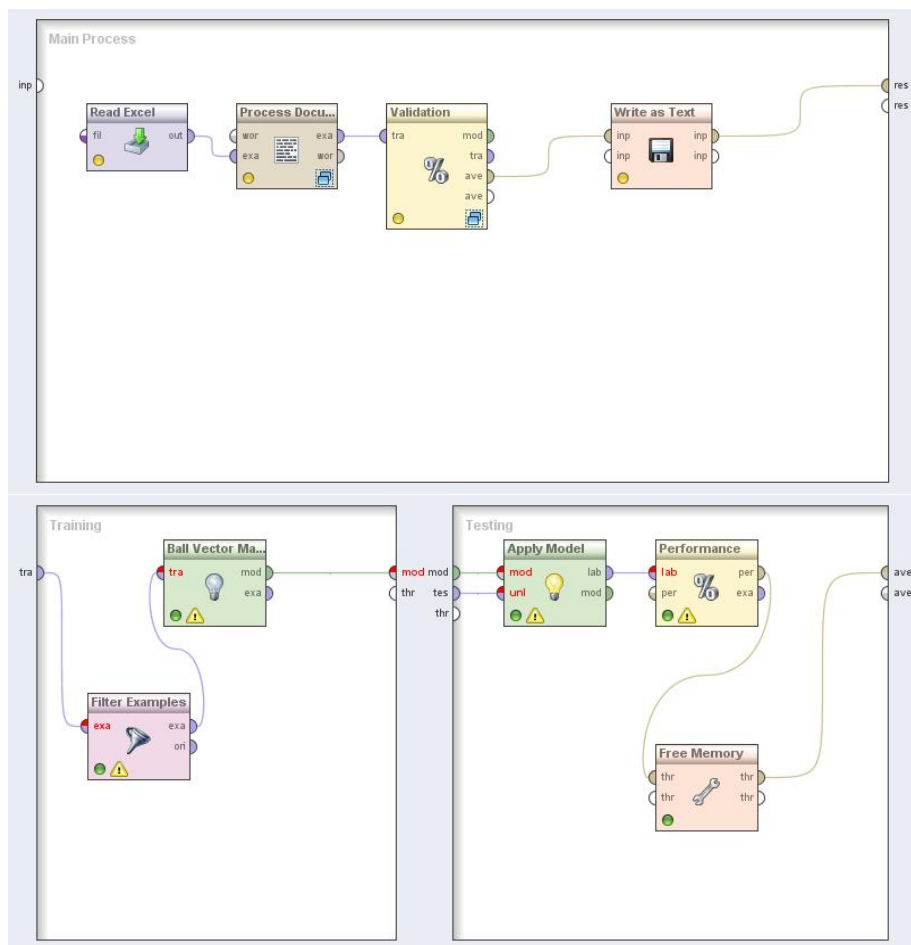 Main Process
inp
res
res
Read Excel
fil out
Process Docu...
wor exa
exa wor
Validation
tra mod
tra
ave
ave
Write as Text
inp inp
inp inp
Training
tra
Ball Vector Ma...
tra mod
exa
mod
thr
Filter Examples
exa exa
ori
Testing
mod
tes
thr
Apply Model
mod lab
unl mod
Performance
lab per
per exa
ave
ave
Free Memory
thr thr
thr thr